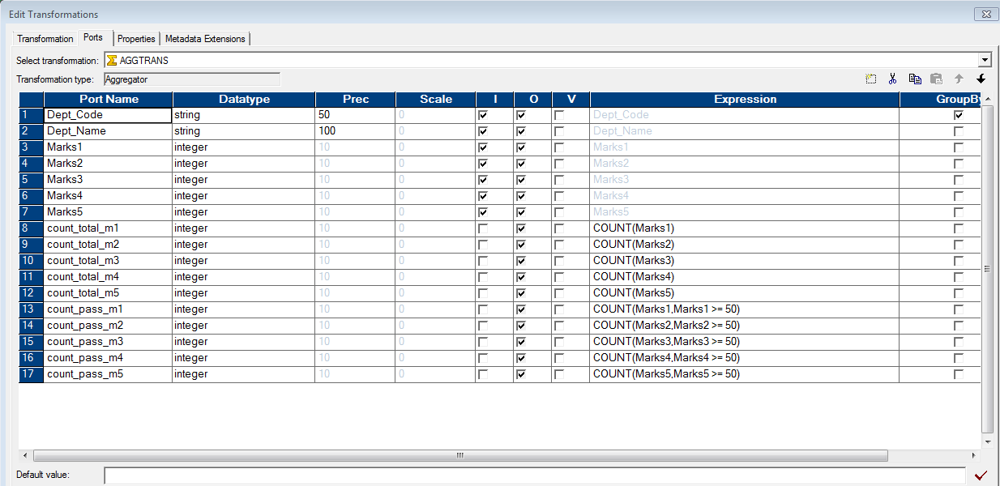 Edit Transformations
Transformation Ports Properties Metadata Extensions
Select transformation: AGGTRANS
Transformation type: Aggregator
Port Name Datatype Prec Scale I O V Expression GroupBy
1 Dept_Code string 50 0 Dept_Code
2 Dept_Name string 100 0 Dept_Name
3 Marks1 integer 10 0 Marks1
4 Marks2 integer 10 0 Marks2
5 Marks3 integer 10 0 Marks3
6 Marks4 integer 10 0 Marks4
7 Marks5 integer 10 0 Marks5
8 count_total_m1 integer 10 0 COUNT(Marks1)
9 count_total_m2 integer 10 0 COUNT(Marks2)
10 count_total_m3 integer 10 0 COUNT(Marks3)
11 count_total_m4 integer 10 0 COUNT(Marks4)
12 count_total_m5 integer 10 0 COUNT(Marks5)
13 count_pass_m1 integer 10 0 COUNT(Marks1,Marks1 >= 50)
14 count_pass_m2 integer 10 0 COUNT(Marks2,Marks2 >= 50)
15 count_pass_m3 integer 10 0 COUNT(Marks3,Marks3 >= 50)
16 count_pass_m4 integer 10 0 COUNT(Marks4,Marks4 >= 50)
17 count_pass_m5 integer 10 0 COUNT(Marks5,Marks5 >= 50)
Default value: